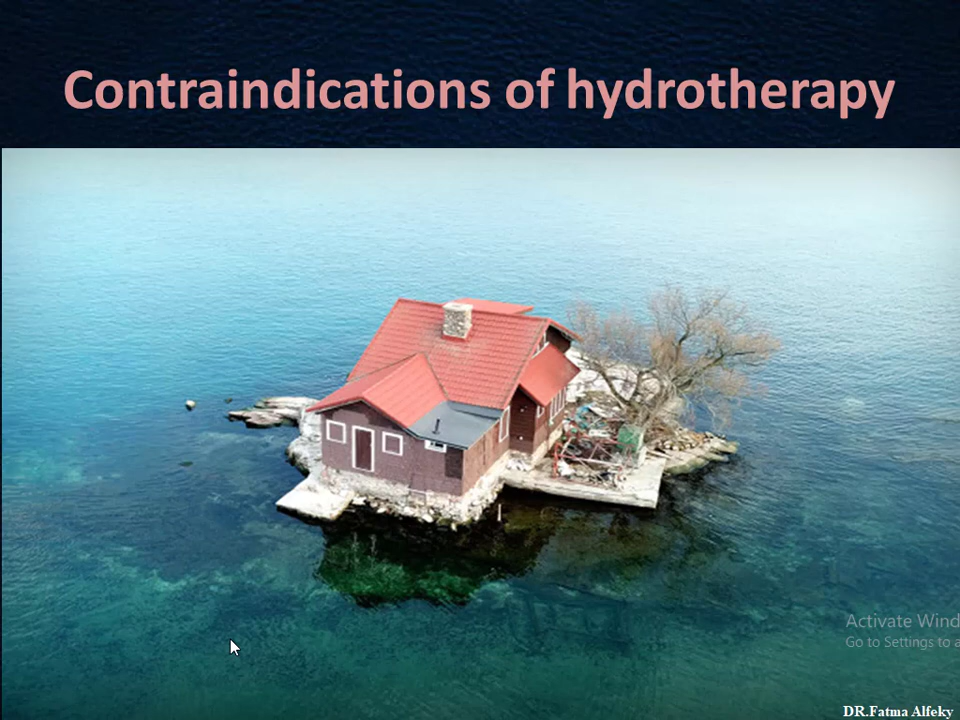 Contraindications of hydrotherapy
Activate Wind
Go to Settings to a
DR.Fatma Alfeky